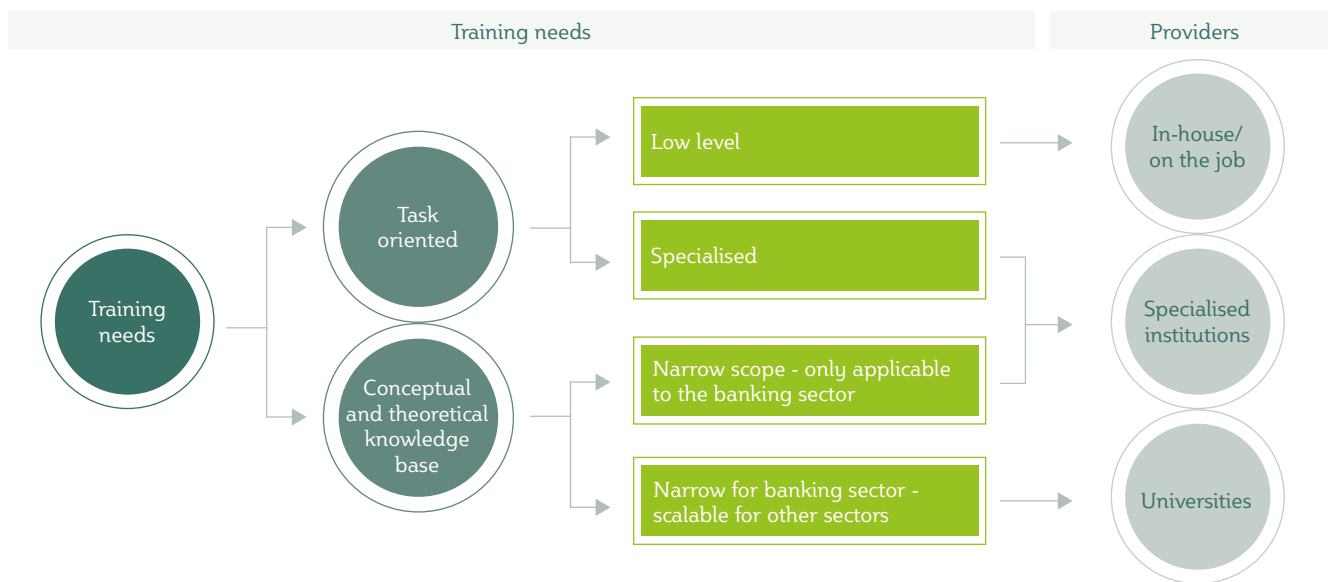 Training needs
Providers
Training
needs
Task
oriented
Conceptual
and theoretical
knowledge
base
Low level
Specialised
Narrow scope - only applicable
to the banking sector
Narrow for banking sector -
scalable for other sectors
In-house/
on the job
Specialised
institutions
Universities